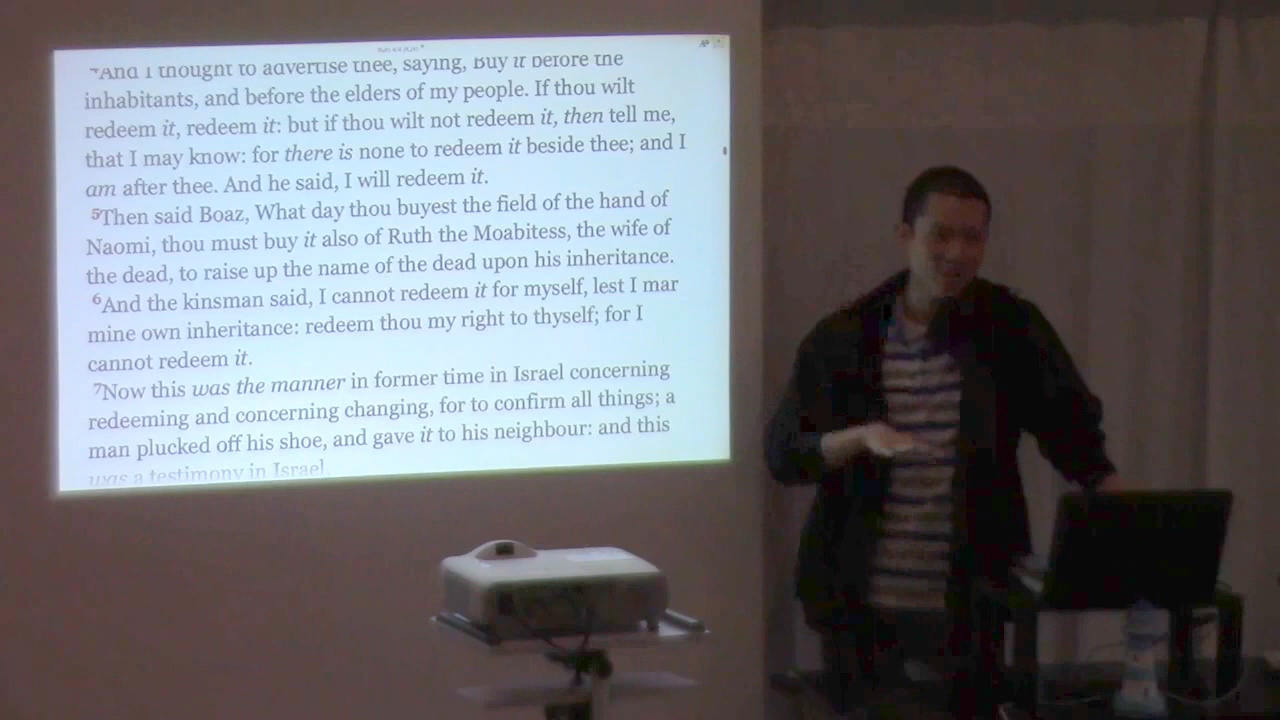 ⁴And I thought to advertise thee, saying, Buy it before the
inhabitants, and before the elders of my people. If thou wilt
redeem it, redeem it: but if thou wilt not redeem it, then tell me,
that I may know: for there is none to redeem it beside thee; and I
am after thee. And he said, I will redeem it.
⁵Then said Boaz, What day thou buyest the field of the hand of
Naomi, thou must buy it also of Ruth the Moabitess, the wife of
the dead, to raise up the name of the dead upon his inheritance.
⁶And the kinsman said, I cannot redeem it for myself, lest I mar
mine own inheritance: redeem thou my right to thyself; for I
cannot redeem it.
⁷Now this was the manner in former time in Israel concerning
redeeming and concerning changing, for to confirm all things; a
man plucked off his shoe, and gave it to his neighbour: and this
was a testimony in Israel.